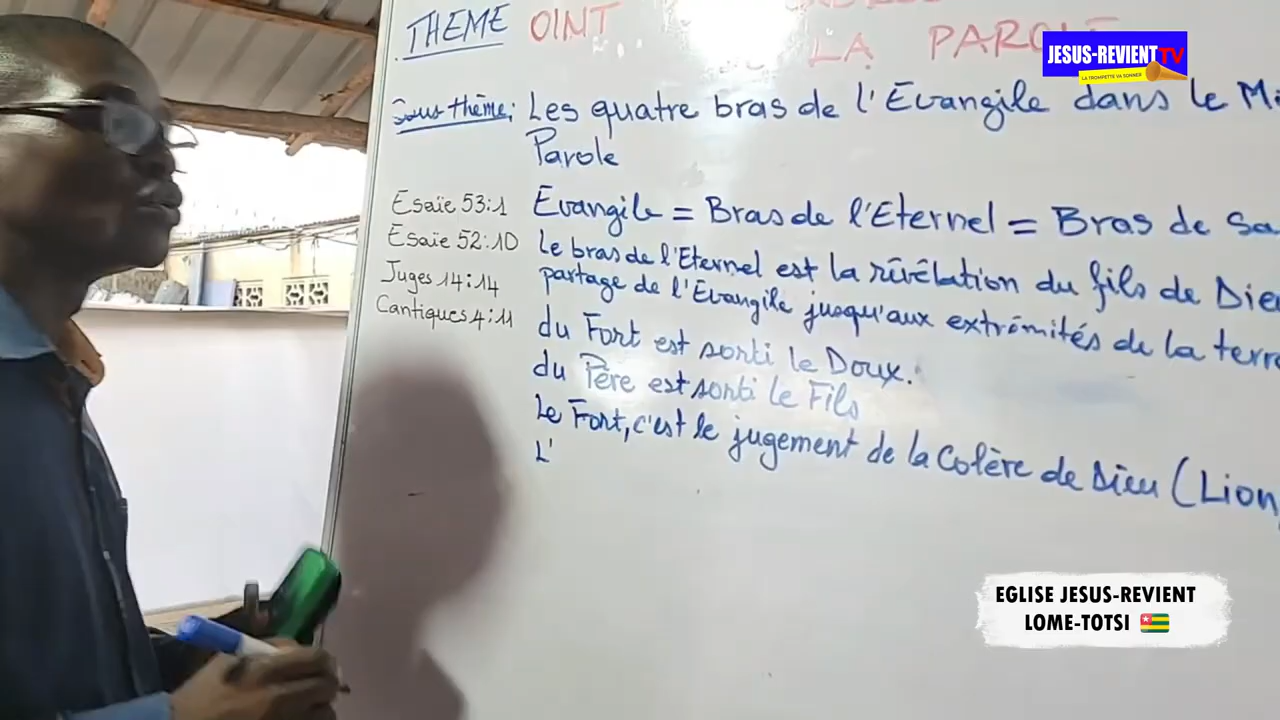 THEME OINT
LA PAROLE
JESUS-REVIENT TV
LA TROMPETTE VA SONNER
Sous-thème: Les quatre bras de l'Evangile dans le Mi
Parole
Esaïe 53:1 Evangile = Bras de l'Eternel = Bras de Sa
Esaïe 52:10 Le bras de l'Eternel est la rêvêlation du fils de Dieu
Juges 14:14 partage de l'Evangile jusqu'aux extrémités de la terre
Cantiques 4:11 du Fort est sorti le Doux.
du Père est sorti le Fils
Le Fort, c'est le jugement de la Colère de Dieu (Lion,
L'
EGLISE JESUS-REVIENT
LOME-TOTSI